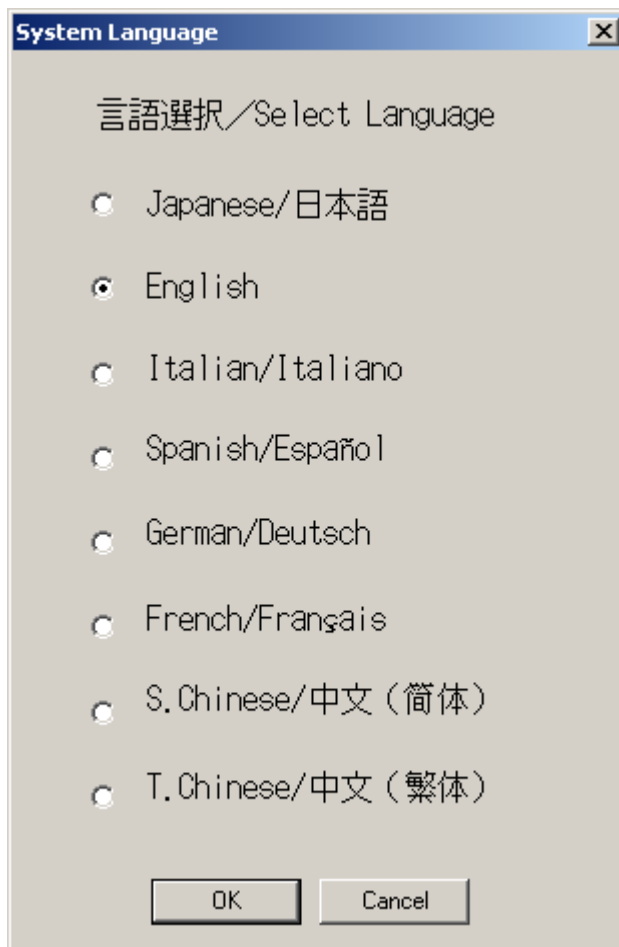 System Language
言語選択／Select Language
Japanese/日本語
English
Italian/Italiano
Spanish/Español
German/Deutsch
French/Français
S.Chinese/中文（简体）
T.Chinese/中文（繁体）
OK Cancel